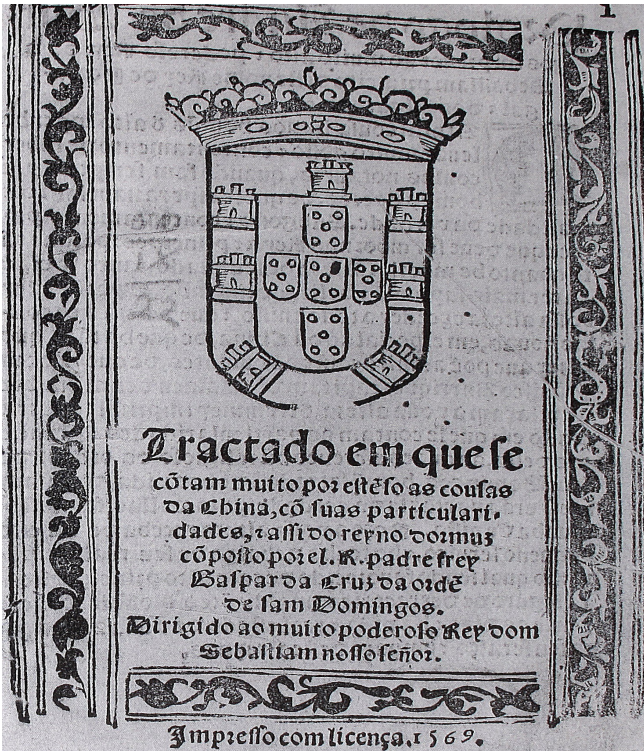 1
Tractado em que se
cõtam muito por estẽso as cousas
da China, cõ suas particulari-
dades, ⁊ assi do reyno dormuz
cõposto por el. R. padre frey
Gaspar da Cruz da ordẽ
de sam Domingos.
Dirigido ao muito poderoso Rey dom
Sebastiam nosso señor.
Impresso com licença. 1569.